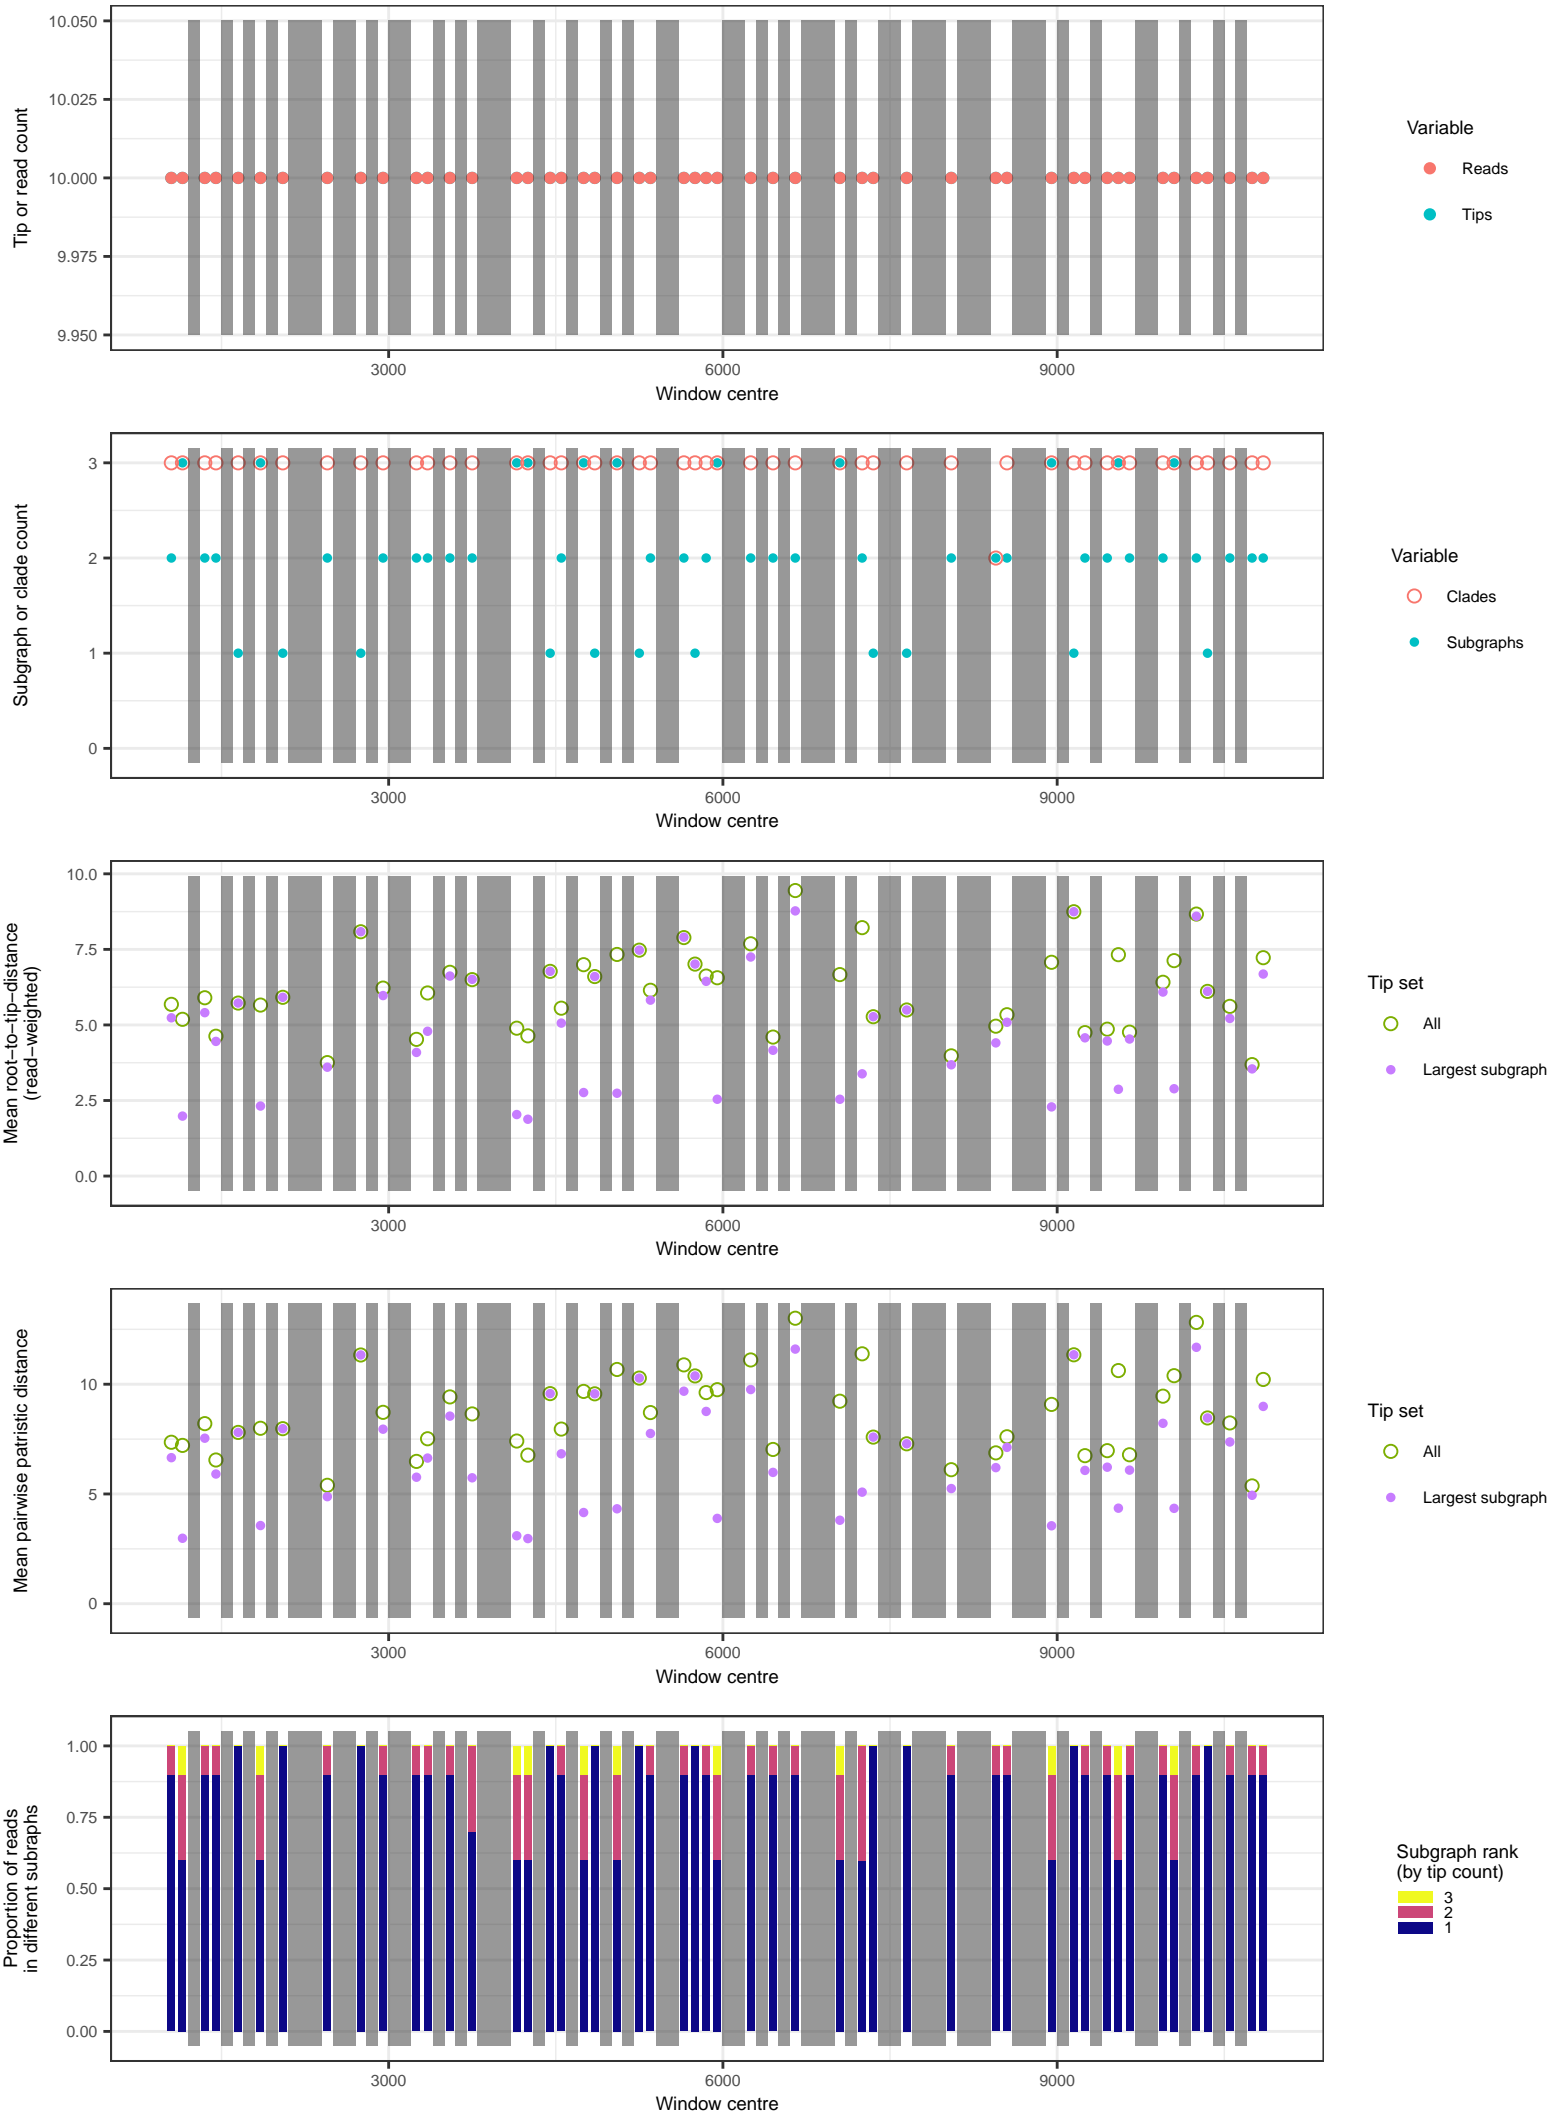 10.050
10.025
10.000
9.975
9.950
Tip or read count
3000
6000
9000
Window centre
Variable
Reads
Tips
3
2
1
0
Subgraph or clade count
3000
6000
9000
Window centre
Variable
Clades
Subgraphs
10.0
7.5
5.0
2.5
0.0
Mean root−to−tip−distance
(read−weighted)
3000
6000
9000
Window centre
Tip set
All
Largest subgraph
10
5
0
Mean pairwise patristic distance
3000
6000
9000
Window centre
Tip set
All
Largest subgraph
1.00
0.75
0.50
0.25
0.00
Proportion of reads
in different subraphs
3000
6000
9000
Window centre
Subgraph rank
(by tip count)
3
2
1